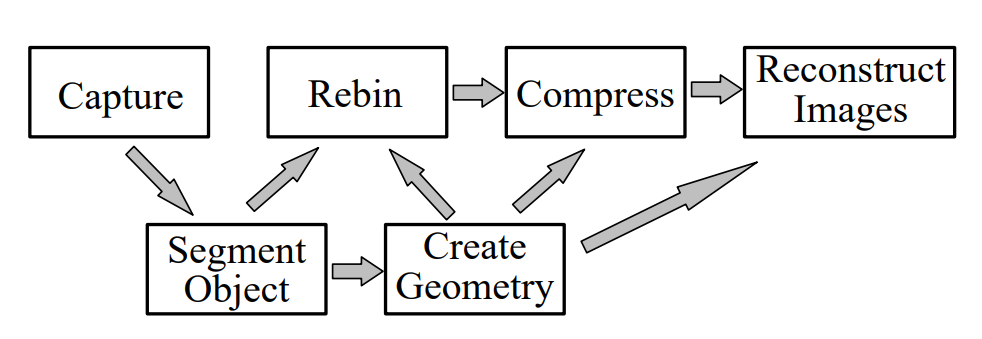 Capture
Rebin
Compress
Reconstruct
Images
Segment
Object
Create
Geometry